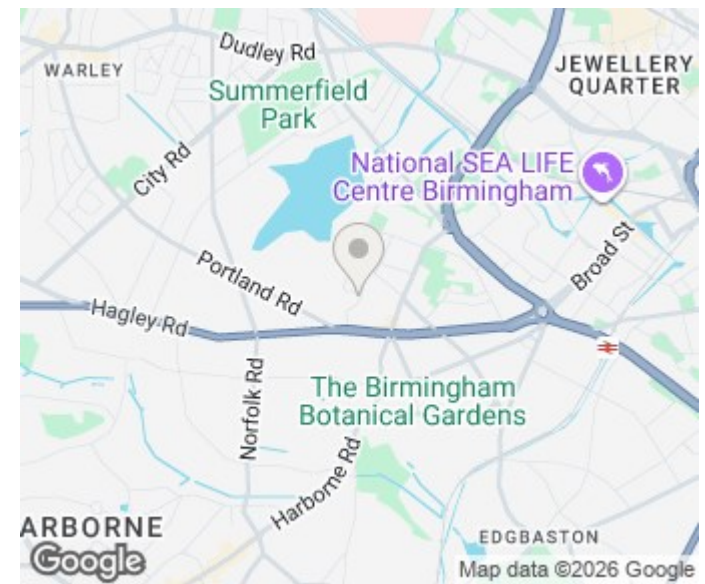 Dudley Rd
WARLEY
JEWELLERY
QUARTER
Summerfield
Park
City Rd
National SEA LIFE
Centre Birmingham
Broad St
Portland Rd
Hagley Rd
Norfolk Rd
The Birmingham
Botanical Gardens
Harborne Rd
ARBORNE
EDGBASTON
Google
Map data ©2026 Google